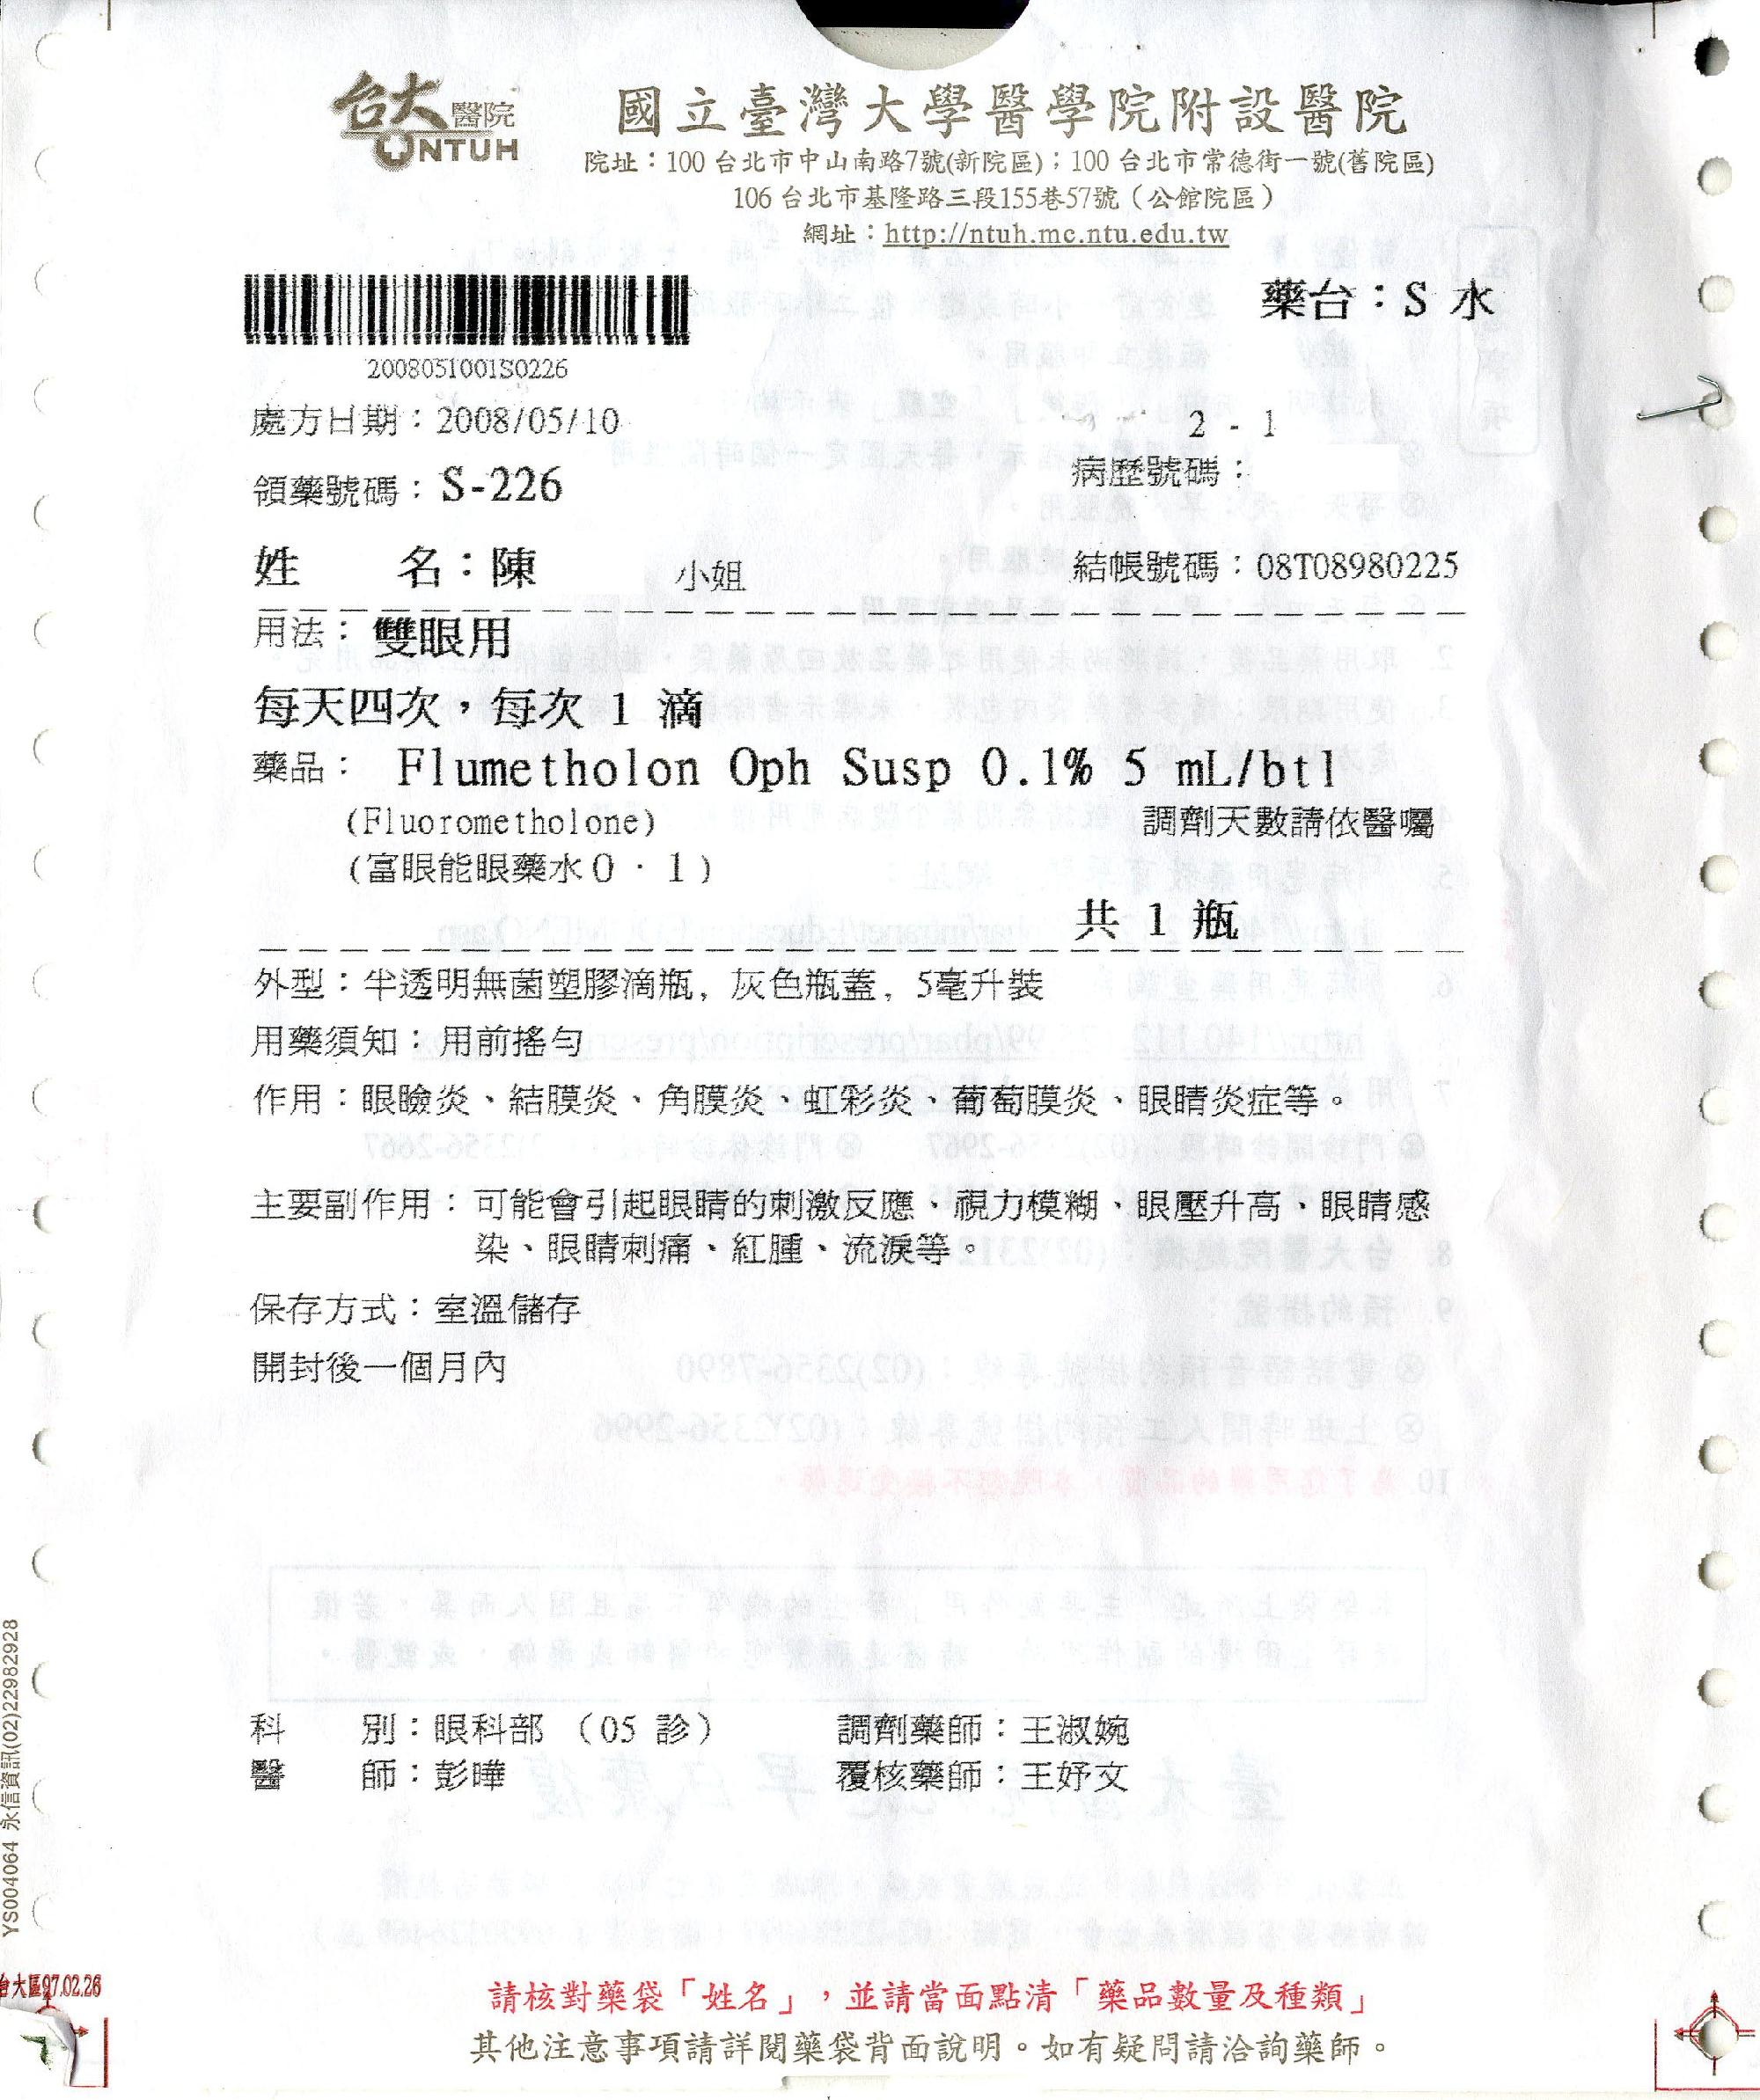 台大醫院
NTUH
國立臺灣大學醫學院附設醫院
院址：100 台北市中山南路7號(新院區)；100 台北市常德街一號(舊院區)
106 台北市基隆路三段155巷57號（公館院區）
網址：http://ntuh.mc.ntu.edu.tw
藥台：S 水
2008051001S0226
處方日期：2008/05/10
2 - 1
領藥號碼：S-226
病歷號碼：
姓 名：陳 小姐
結帳號碼：08T08980225
用法：雙眼用
每天四次，每次 1 滴
藥品： Flumetholon Oph Susp 0.1% 5 mL/btl
(Fluorometholone) 調劑天數請依醫囑
(富眼能眼藥水０．１)
共 1 瓶
外型：半透明無菌塑膠滴瓶, 灰色瓶蓋, 5毫升裝
用藥須知：用前搖勻
作用：眼瞼炎、結膜炎、角膜炎、虹彩炎、葡萄膜炎、眼睛炎症等。
主要副作用：可能會引起眼睛的刺激反應、視力模糊、眼壓升高、眼睛感
染、眼睛刺痛、紅腫、流淚等。
保存方式：室溫儲存
開封後一個月內
科 別：眼科部 （05 診） 調劑藥師：王淑婉
醫 師：彭曄 覆核藥師：王妤文
YS004064 永信資訊(02)22982928
台大匯97.02.26
請核對藥袋「姓名」，並請當面點清「藥品數量及種類」
其他注意事項請詳閱藥袋背面說明。如有疑問請洽詢藥師。